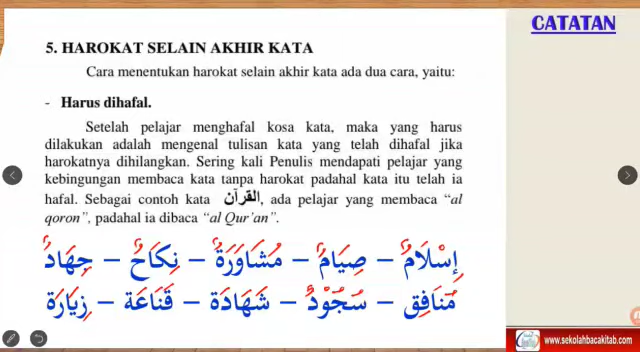 CATATAN
5. HAROKAT SELAIN AKHIR KATA
Cara menentukan harokat selain akhir kata ada dua cara, yaitu:
- Harus dihafal.
Setelah pelajar menghafal kosa kata, maka yang harus
dilakukan adalah mengenal tulisan kata yang telah dihafal jika
harokatnya dihilangkan. Sering kali Penulis mendapati pelajar yang
kebingungan membaca kata tanpa harokat padahal kata itu telah ia
hafal. Sebagai contoh kata القرآن, ada pelajar yang membaca “al
qoron”, padahal ia dibaca “al Qur’an”.
إِسْلَامٌ – صِيَامٌ – مُشَاوَرَةٌ – نِكَاحٌ – جِهَادٌ
مُنَافِق – سُجُوْدٌ – شَهَادَة – قَنَاعَة – زِيَارَة
www.sekolahbacakitab.com